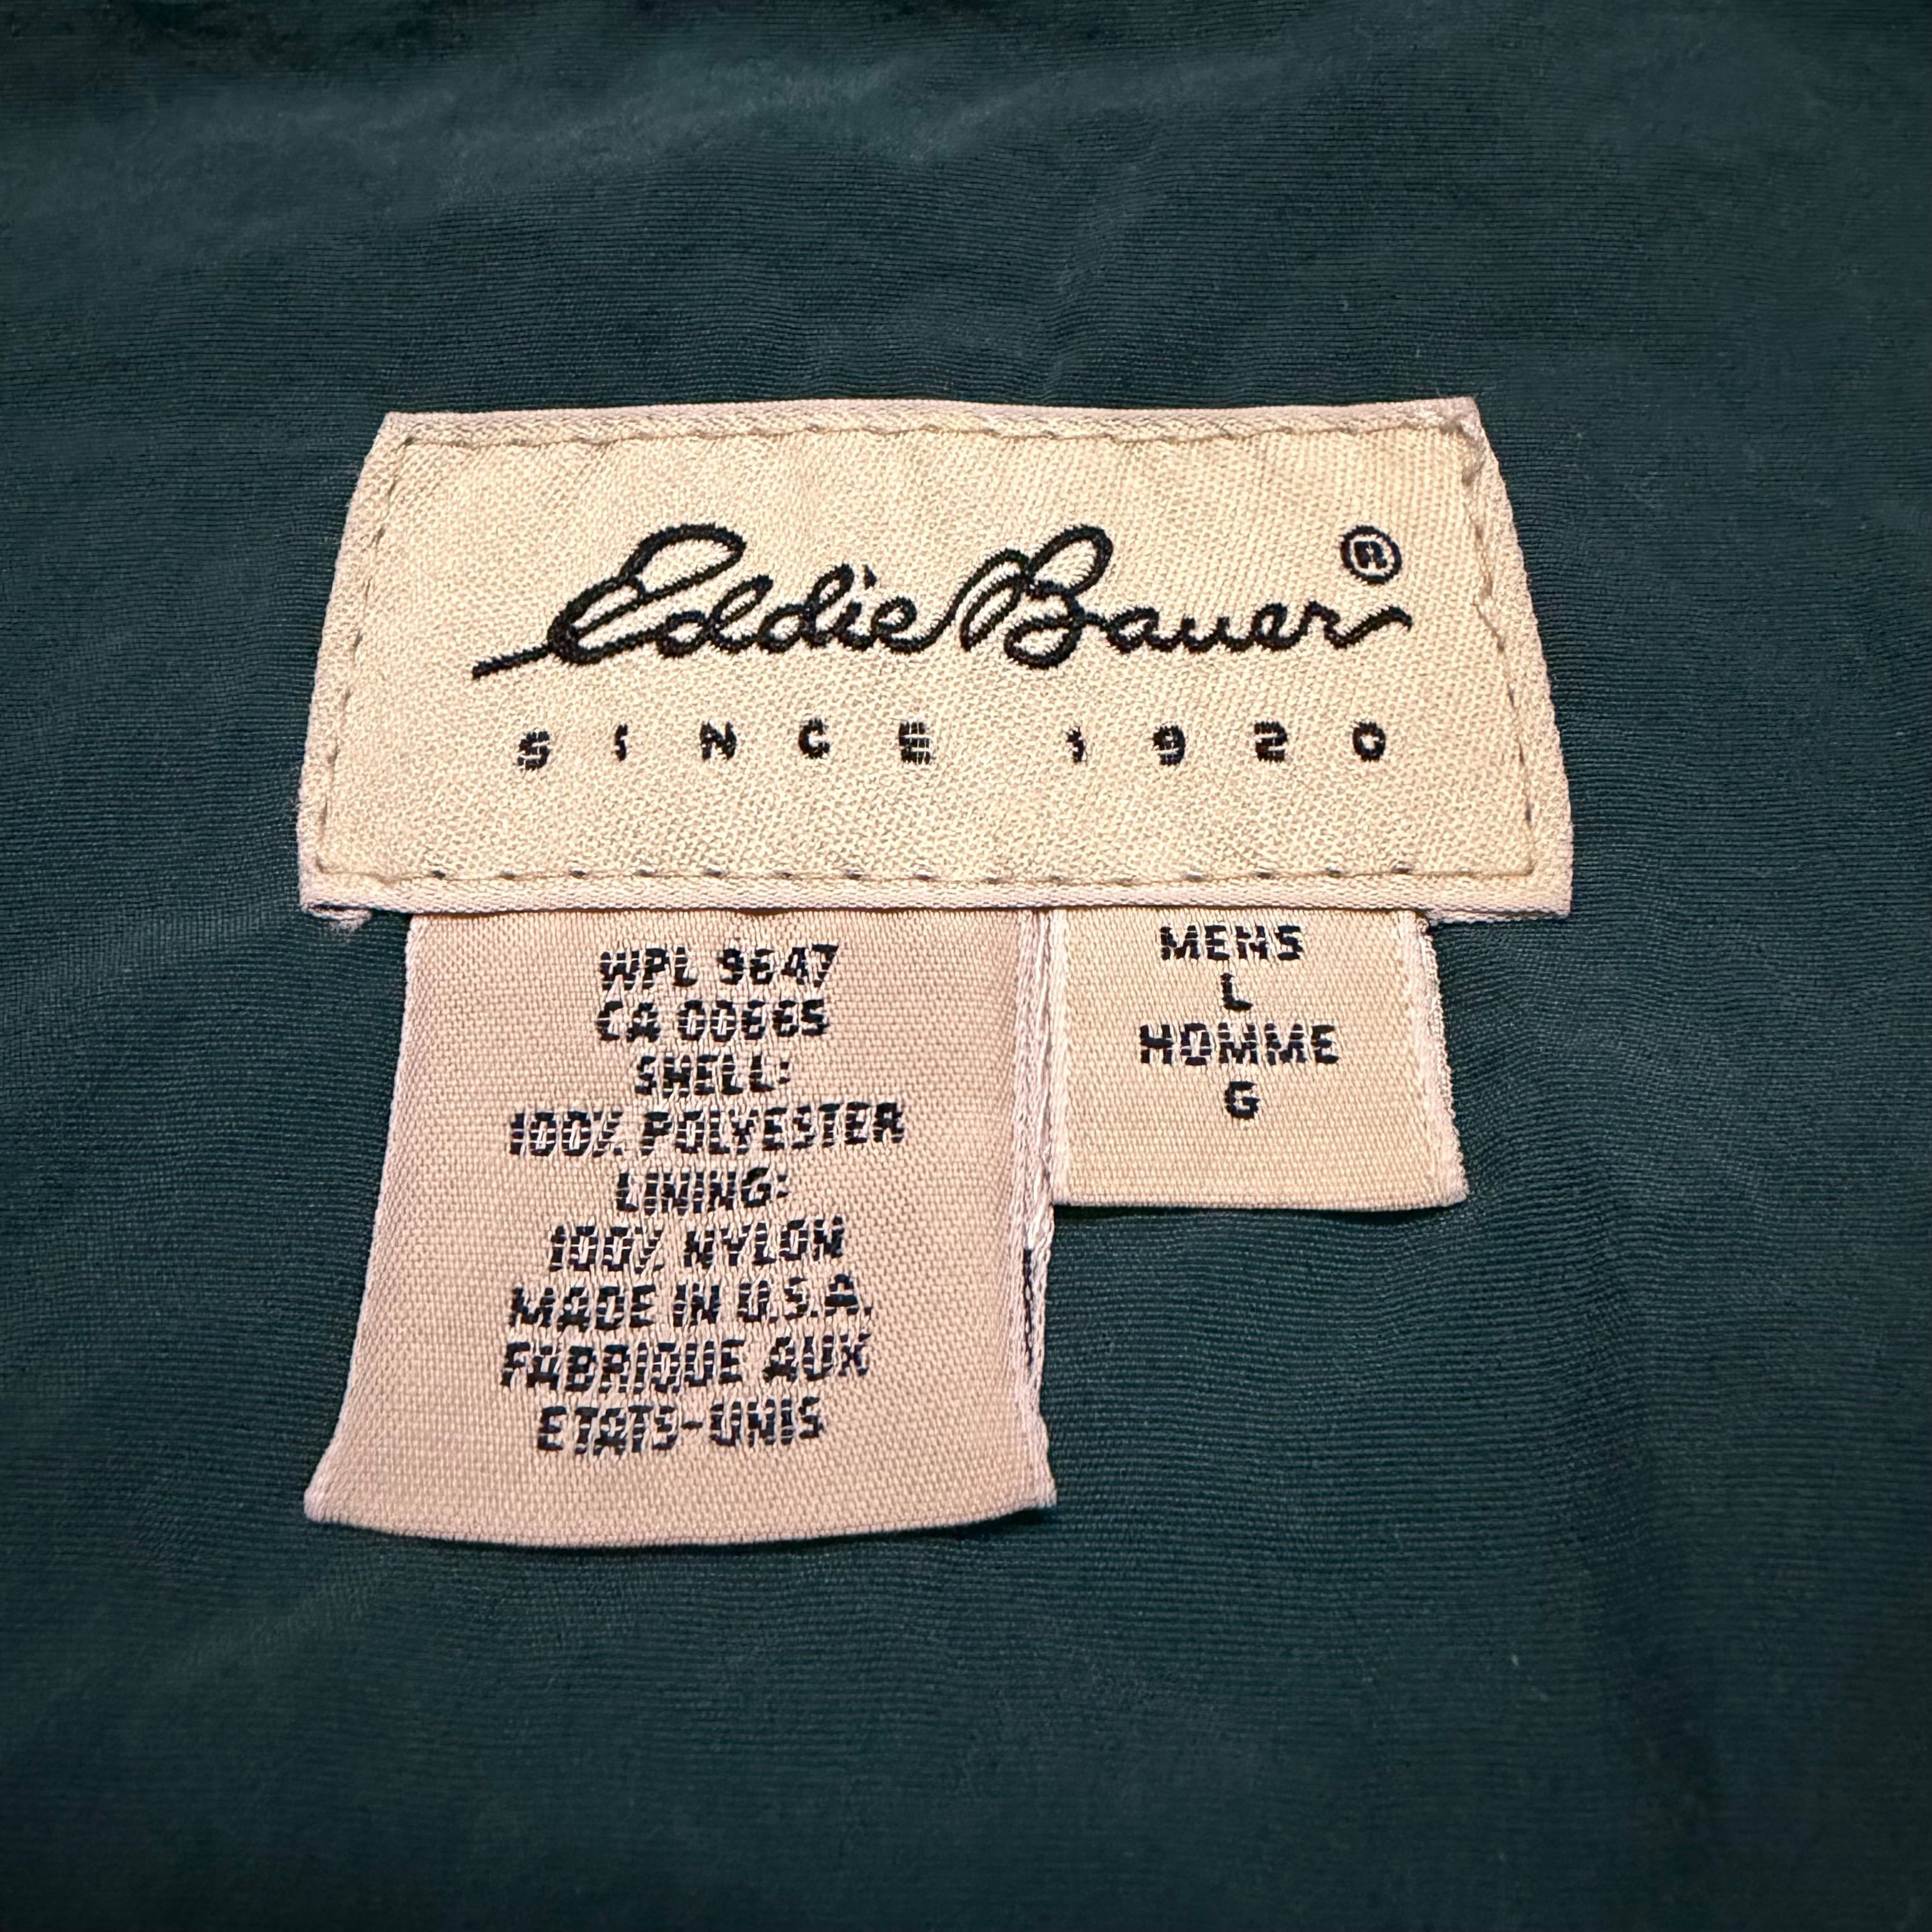 Eddie Bauer®
SINCE 1920
WPL 9647
CA 00665
SHELL:
100% POLYESTER
LINING:
100% NYLON
MADE IN U.S.A.
FABRIQUE AUX
ETATS-UNIS
MENS
L
HOMME
G